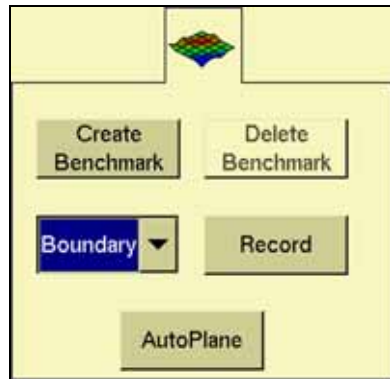 Create
Benchmark
Delete
Benchmark
Boundary
Record
AutoPlane